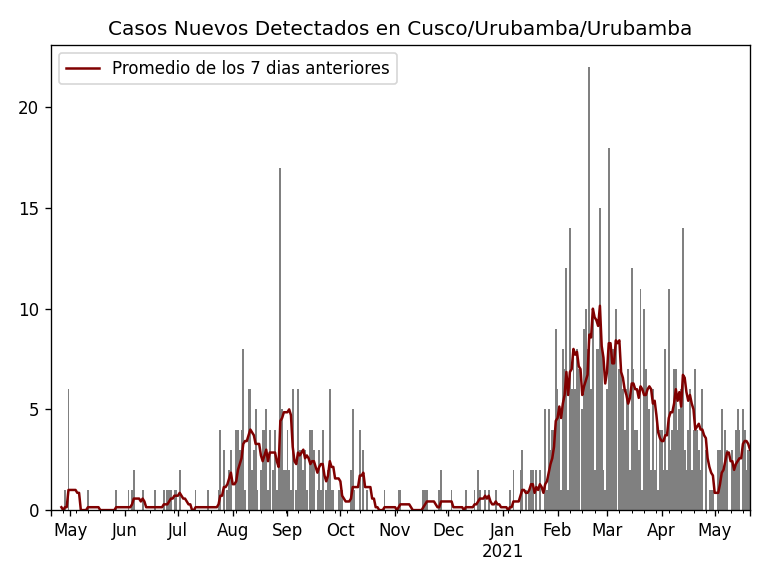 Casos Nuevos Detectados en Cusco/Urubamba/Urubamba
Promedio de los 7 dias anteriores
20
15
10
5
0
May Jun Jul Aug Sep Oct Nov Dec Jan Feb Mar Apr May
2021